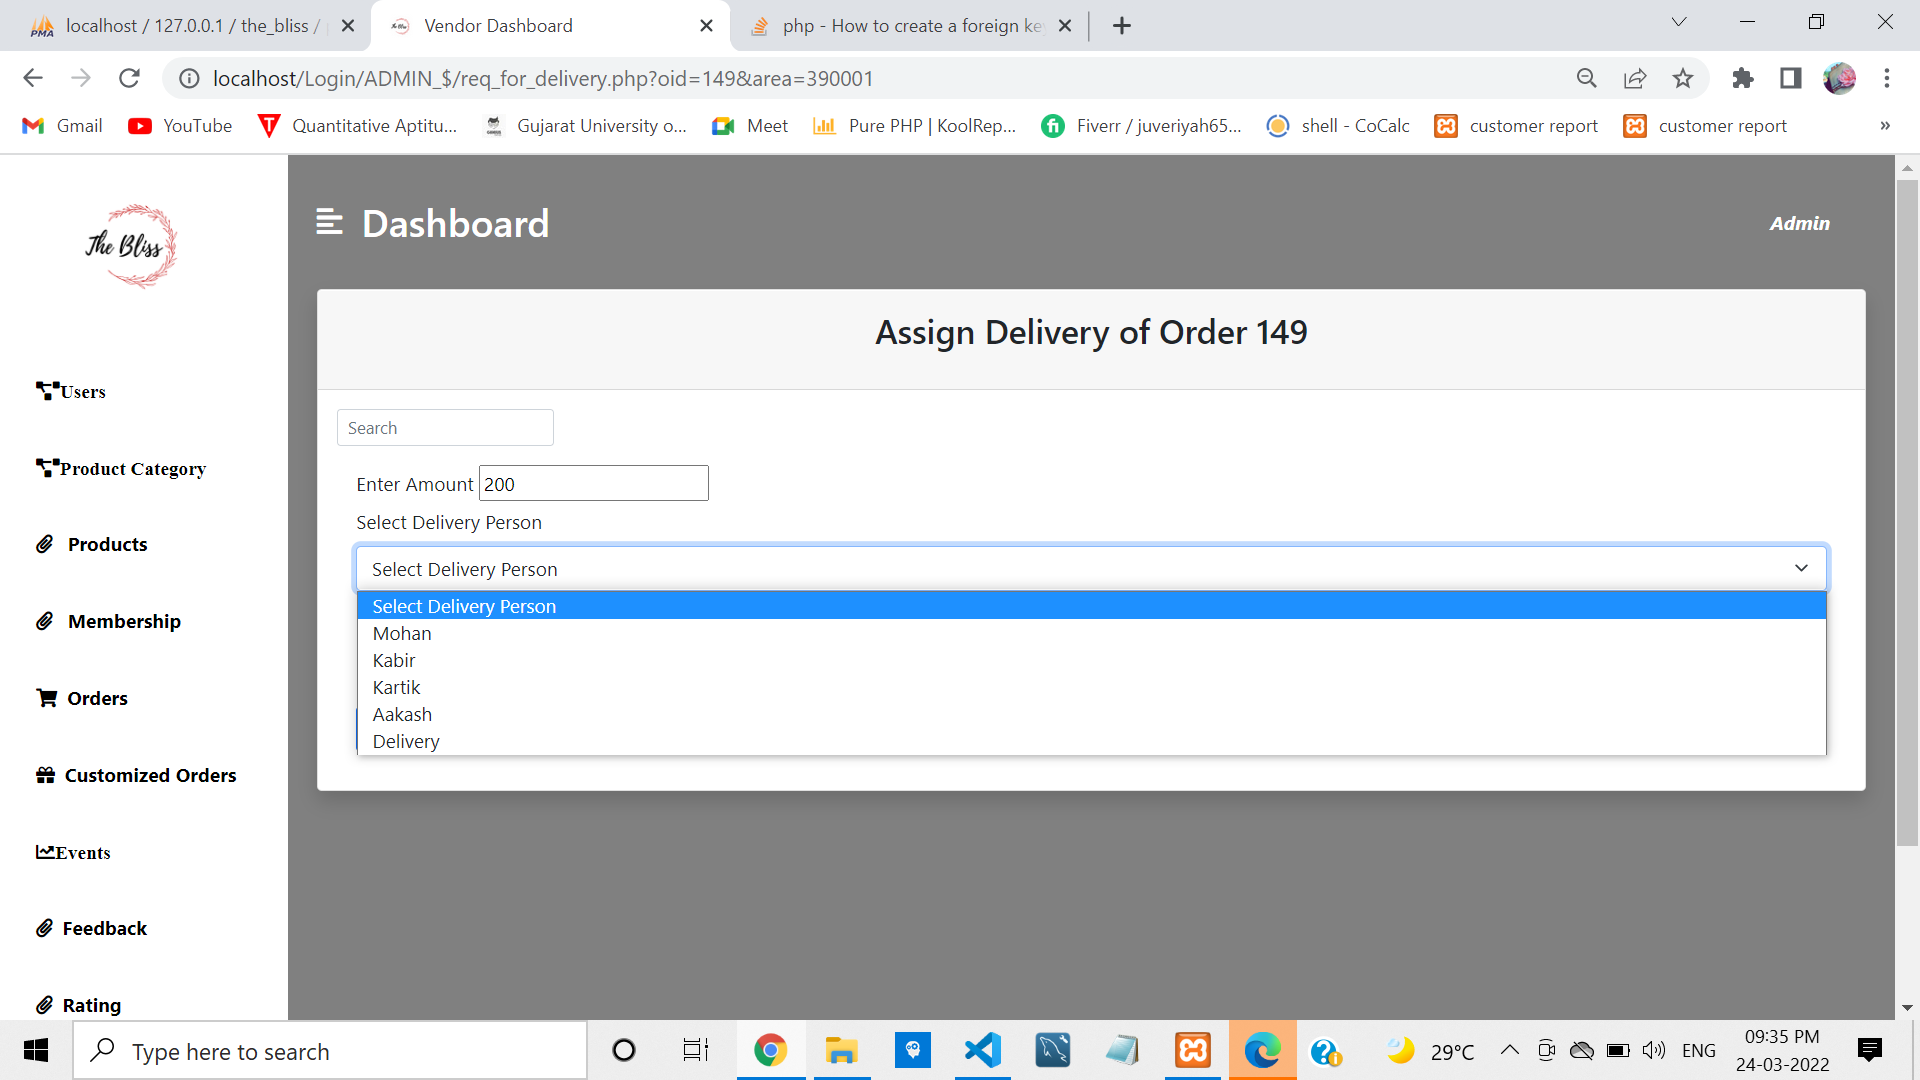 localhost / 127.0.0.1 / the_bliss /
Vendor Dashboard
php - How to create a foreign ke
localhost/Login/ADMIN_$/req_for_delivery.php?oid=149&area=390001
Gmail
YouTube
Quantitative Aptitu...
Gujarat University o...
Meet
Pure PHP | KoolRep...
Fiverr / juveriyah65...
shell - CoCalc
customer report
customer report
»
The Bliss
Dashboard
Admin
Assign Delivery of Order 149
Users
Product Category
Products
Membership
Orders
Customized Orders
Events
Feedback
Rating
Search
Enter Amount 200
Select Delivery Person
Select Delivery Person
Select Delivery Person
Mohan
Kabir
Kartik
Aakash
Delivery
Type here to search
29°C
ENG
09:35 PM
24-03-2022